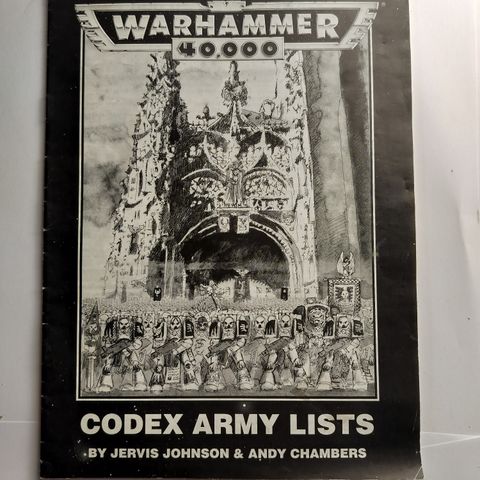 WARHAMMER
40,000
CODEX ARMY LISTS
BY JERVIS JOHNSON & ANDY CHAMBERS